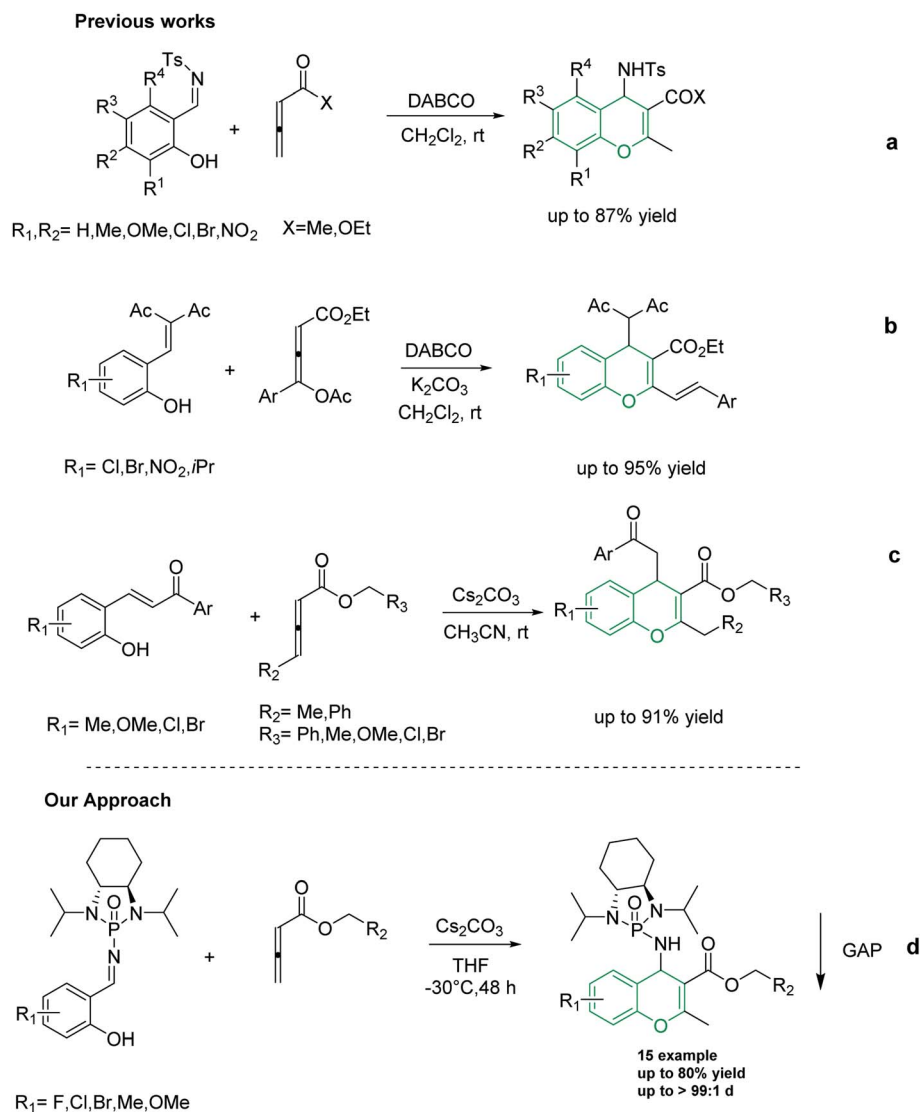 Previous works
Ts
N
R4
R3
R2
R1
OH
+
O
X
DABCO
CH2Cl2, rt
R4
NHTs
R3
COX
R2
O
R1
a
up to 87% yield
R1,R2= H,Me,OMe,Cl,Br,NO2
X=Me,OEt
Ac
Ac
R1
OH
+
CO2Et
Ar
OAc
DABCO
K2CO3
CH2Cl2, rt
Ac
Ac
CO2Et
R1
O
Ar
b
R1= Cl,Br,NO2,iPr
up to 95% yield
O
Ar
R1
OH
+
O
O
R3
R2
Cs2CO3
CH3CN, rt
O
Ar
O
O
R3
R1
O
R2
c
R1= Me,OMe,Cl,Br
R2= Me,Ph
R3= Ph,Me,OMe,Cl,Br
up to 91% yield
Our Approach
N
O
N
P
N
R1
OH
+
O
O
R2
Cs2CO3
THF
-30°C,48 h
N
O
N
P
NH
O
O
R2
R1
O
GAP
d
15 example
up to 80% yield
up to > 99:1 d
R1= F,Cl,Br,Me,OMe